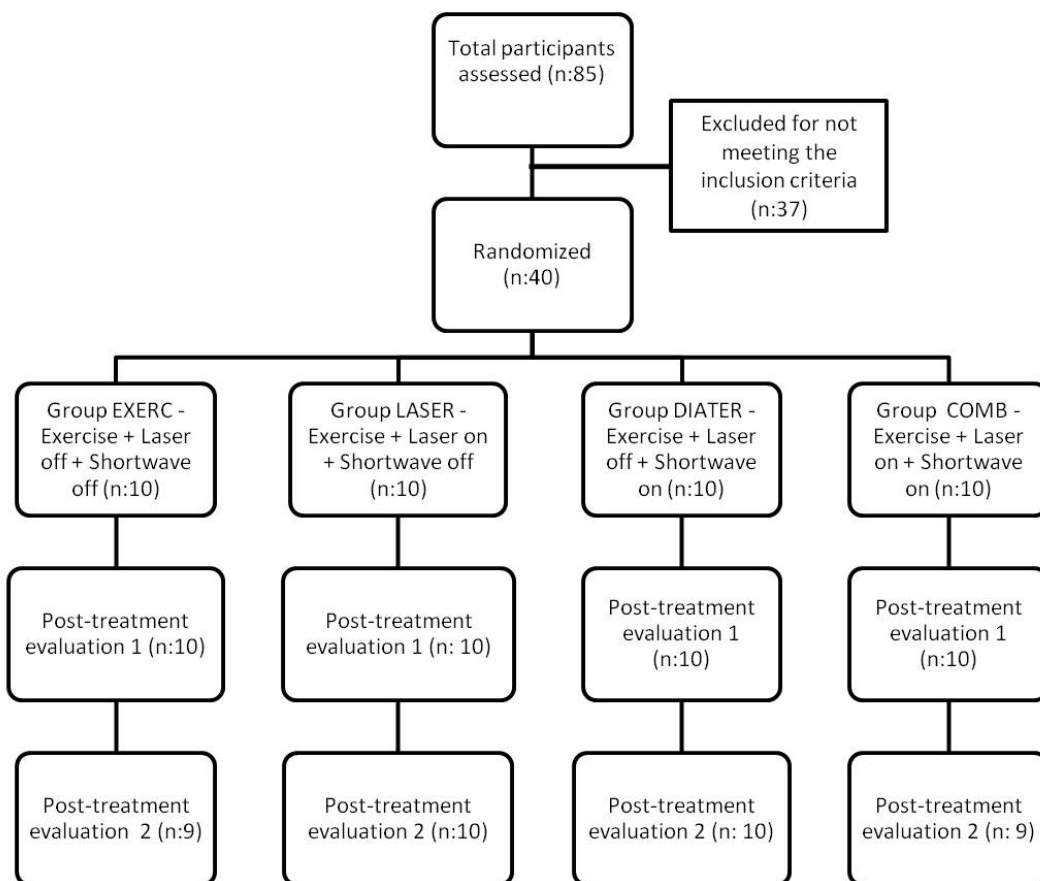 Total participants
assessed (n:85)
Excluded for not
meeting the
inclusion criteria
(n:37)
Randomized
(n:40)
Group EXERC -
Exercise + Laser
off + Shortwave
off (n:10)
Group LASER -
Exercise + Laser on
+ Shortwave off
(n:10)
Group DIATER -
Exercise + Laser
off + Shortwave
on (n:10)
Group COMB -
Exercise + Laser
on + Shortwave
on (n:10)
Post-treatment
evaluation 1 (n:10)
Post-treatment
evaluation 1 (n: 10)
Post-treatment
evaluation 1
(n:10)
Post-treatment
evaluation 1
(n:10)
Post-treatment
evaluation 2 (n:9)
Post-treatment
evaluation 2 (n:10)
Post-treatment
evaluation 2 (n: 10)
Post-treatment
evaluation 2 (n: 9)